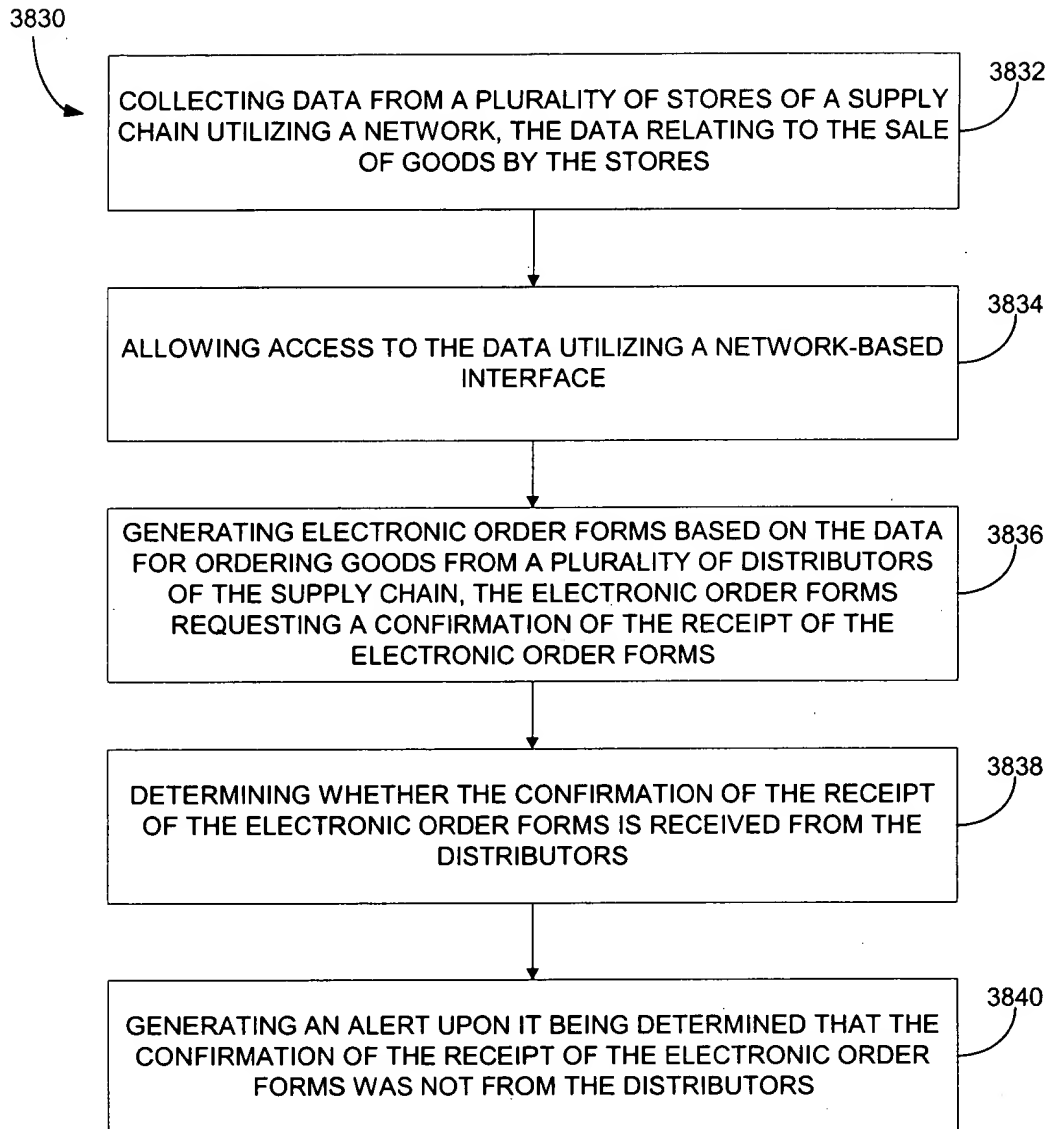 3830
3832
COLLECTING DATA FROM A PLURALITY OF STORES OF A SUPPLY
CHAIN UTILIZING A NETWORK, THE DATA RELATING TO THE SALE
OF GOODS BY THE STORES
3834
ALLOWING ACCESS TO THE DATA UTILIZING A NETWORK-BASED
INTERFACE
3836
GENERATING ELECTRONIC ORDER FORMS BASED ON THE DATA
FOR ORDERING GOODS FROM A PLURALITY OF DISTRIBUTORS
OF THE SUPPLY CHAIN, THE ELECTRONIC ORDER FORMS
REQUESTING A CONFIRMATION OF THE RECEIPT OF THE
ELECTRONIC ORDER FORMS
3838
DETERMINING WHETHER THE CONFIRMATION OF THE RECEIPT
OF THE ELECTRONIC ORDER FORMS IS RECEIVED FROM THE
DISTRIBUTORS
3840
GENERATING AN ALERT UPON IT BEING DETERMINED THAT THE
CONFIRMATION OF THE RECEIPT OF THE ELECTRONIC ORDER
FORMS WAS NOT FROM THE DISTRIBUTORS